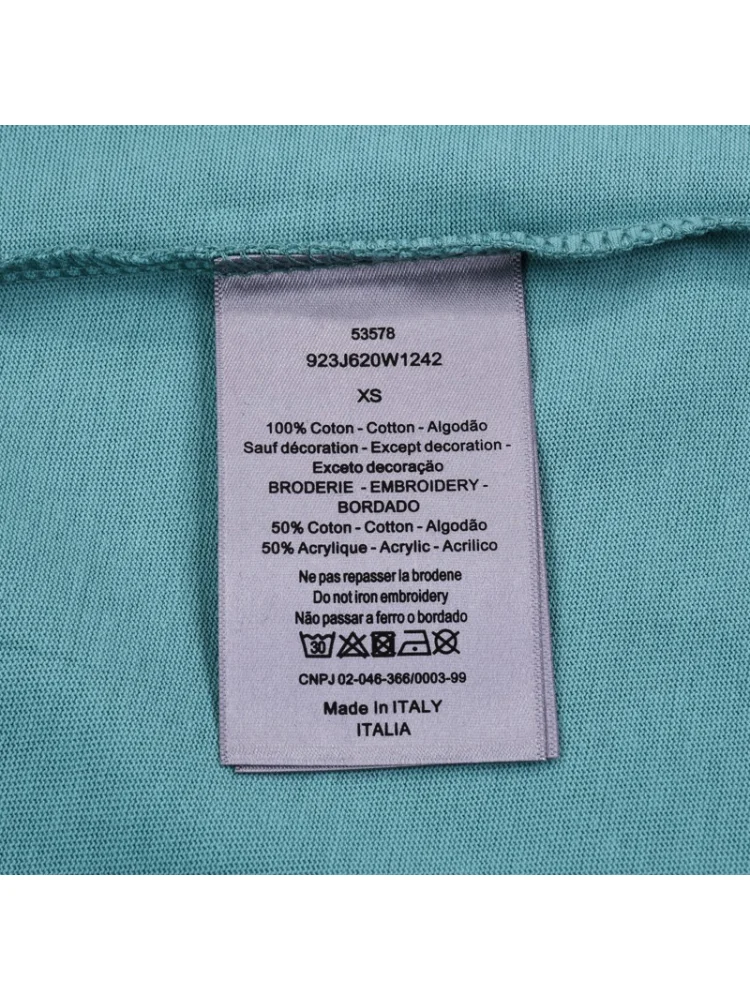 53578
923J620W1242
XS
100% Coton - Cotton - Algodão
Sauf décoration - Except decoration -
Exceto decoração
BRODERIE - EMBROIDERY -
BORDADO
50% Coton - Cotton - Algodão
50% Acrylique - Acrylic - Acrilico
Ne pas repasser la brodene
Do not iron embroidery
Não passar a ferro o bordado
30
CNPJ 02-046-366/0003-99
Made In ITALY
ITALIA